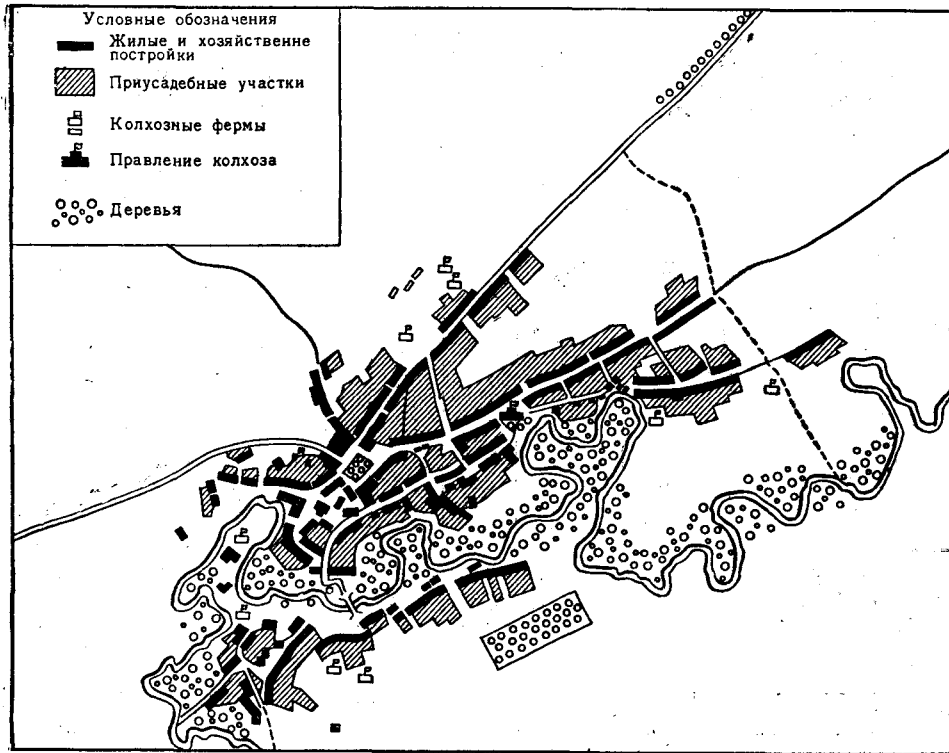 Условные обозначения
Жилые и хозяйственне
постройки
Приусадебные участки
Колхозные фермы
Правление колхоза
Деревья